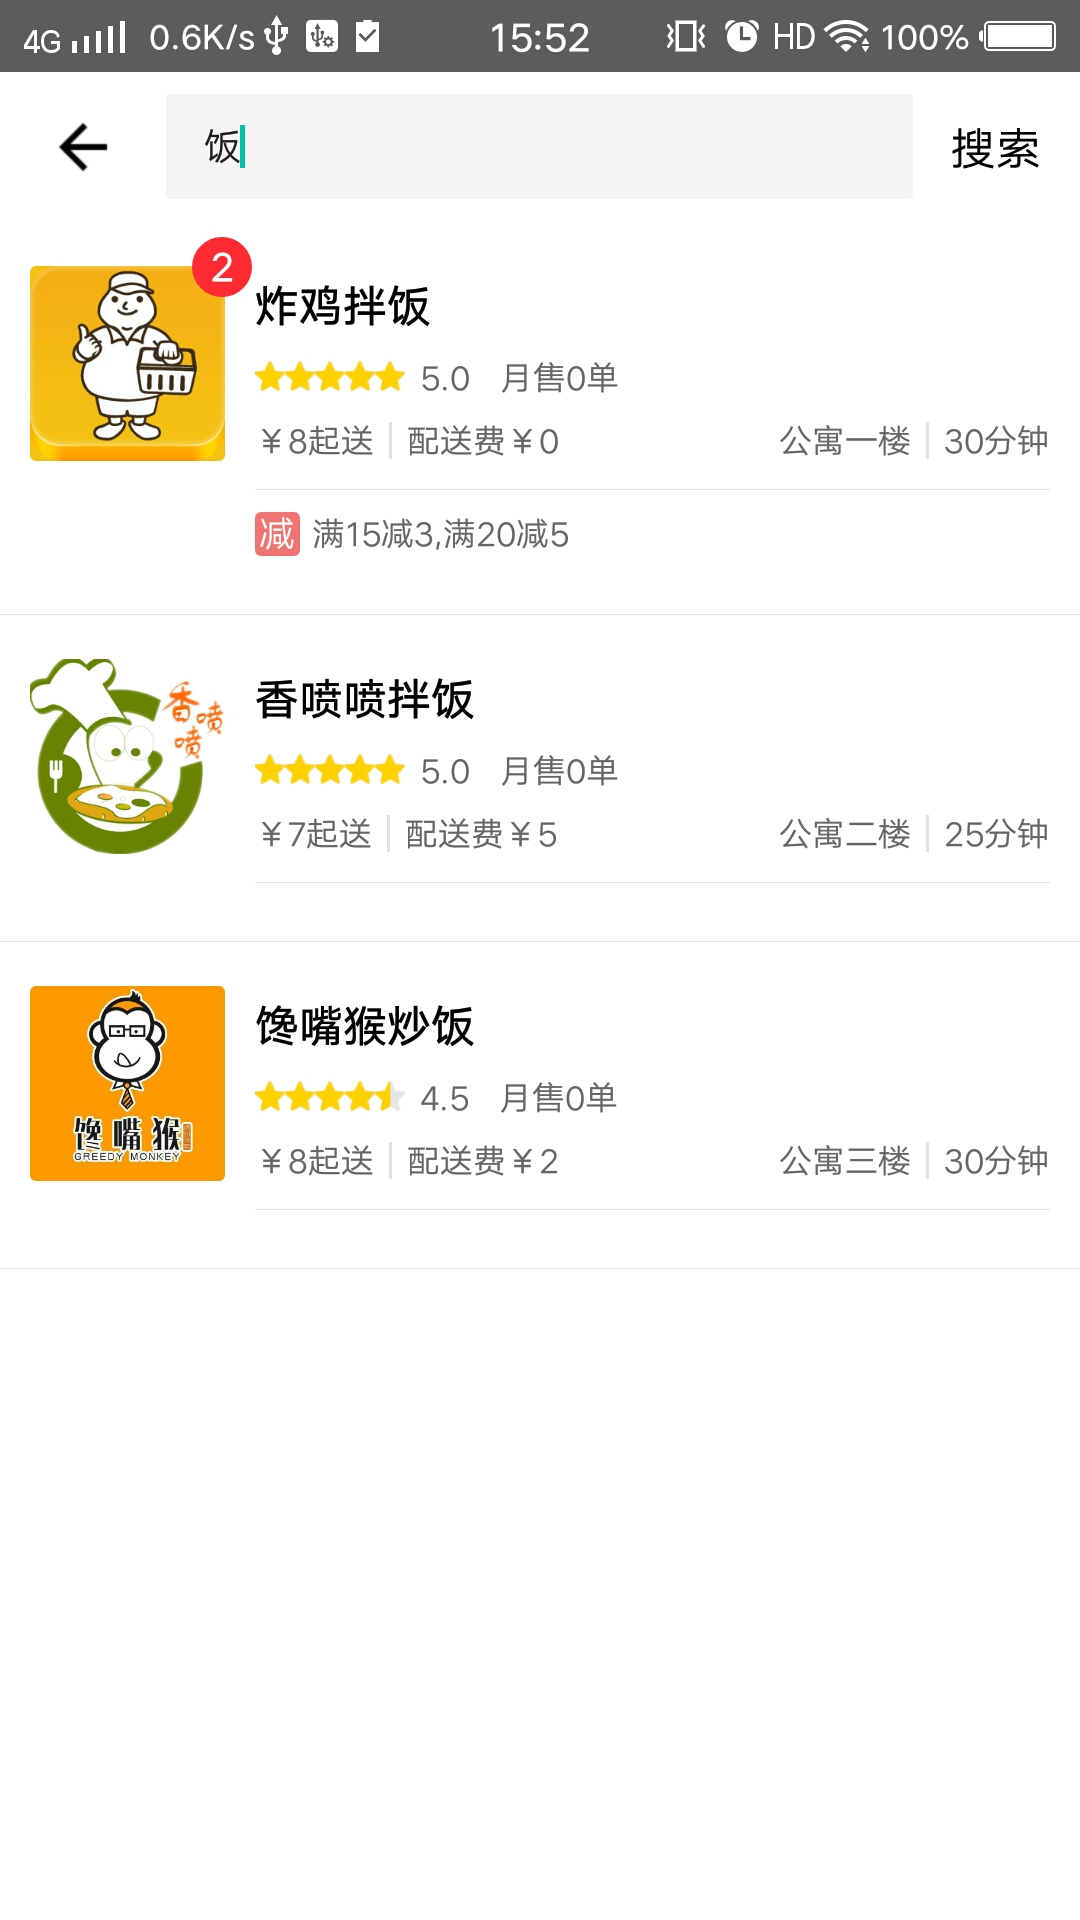 4G 0.6K/s 15:52 HD 100%
饭 搜索
2
炸鸡拌饭
5.0 月售0单
￥8起送 配送费￥0 公寓一楼 30分钟
减 满15减3,满20减5
香喷喷
香喷喷拌饭
5.0 月售0单
￥7起送 配送费￥5 公寓二楼 25分钟
馋嘴猴
GREEDY MONKEY
馋嘴猴炒饭
4.5 月售0单
￥8起送 配送费￥2 公寓三楼 30分钟